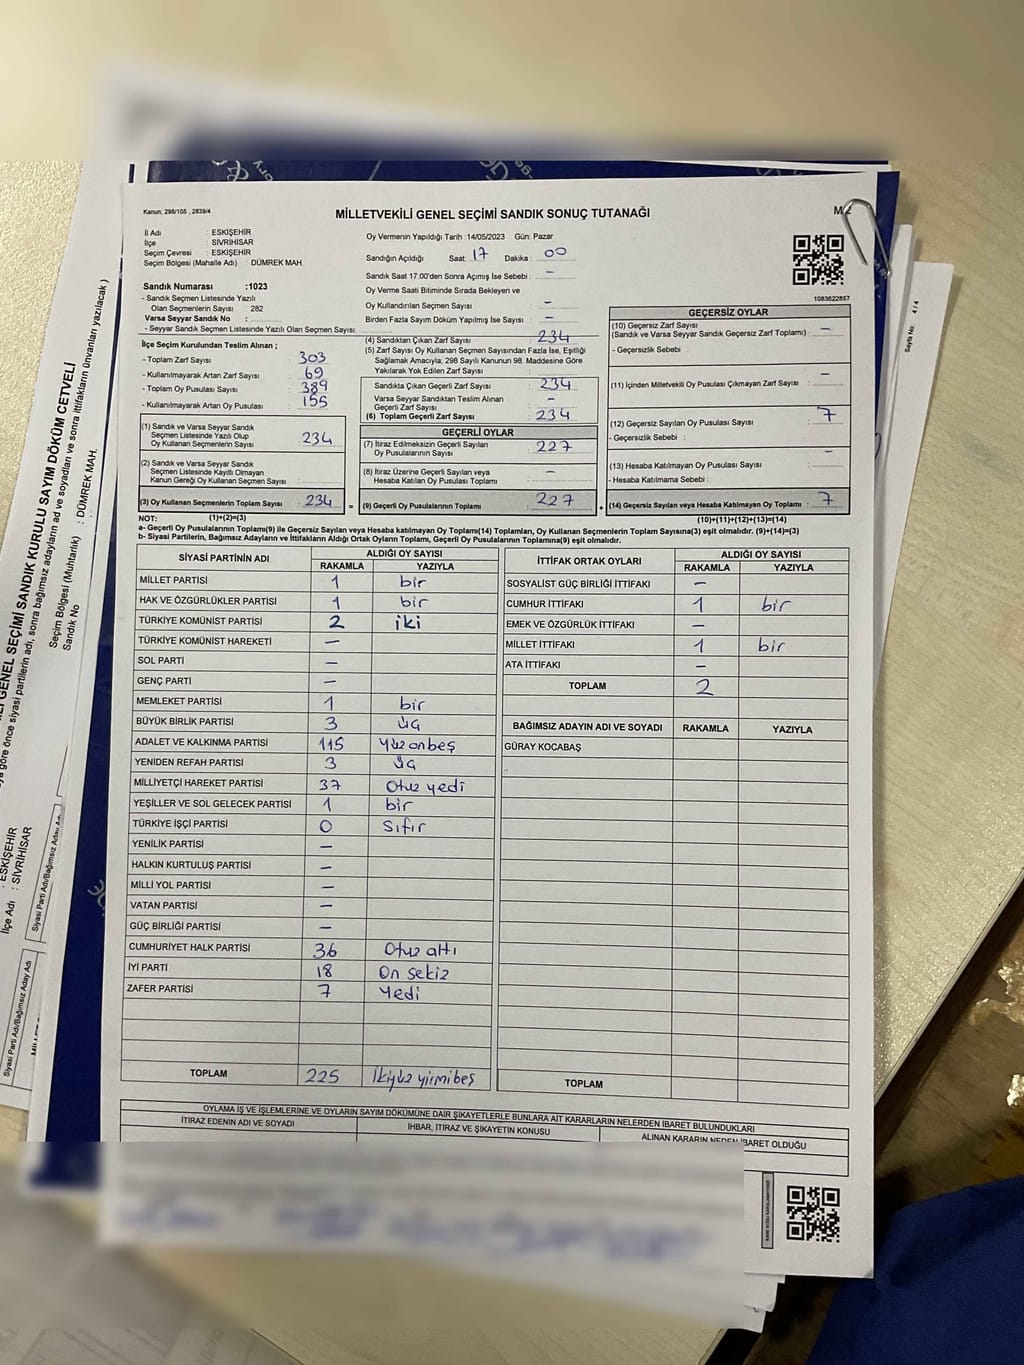 Kanun; 298/105 , 2839/4
MİLLETVEKİLİ GENEL SEÇİMİ SANDIK SONUÇ TUTANAĞI
İl Adı : ESKİŞEHİR
İlçe : SİVRİHİSAR
Seçim Çevresi : ESKİŞEHİR
Seçim Bölgesi (Mahalle Adı) : DÜMREK MAH.
Sandık Numarası :1023
- Sandık Seçmen Listesinde Yazılı
Olan Seçmenlerin Sayısı : 282
Varsa Seyyar Sandık No :
- Seyyar Sandık Seçmen Listesinde Yazılı Olan Seçmen Sayısı:
Oy Vermenin Yapıldığı Tarih :14/05/2023 Gün: Pazar
Sandığın Açıldığı Saat: 17 Dakika : 00
Sandık Saat 17:00'den Sonra Açımış İse Sebebi : -
Oy Verme Saati Bitiminde Sırada Bekleyen ve
Oy Kullandırılan Seçmen Sayısı : -
Birden Fazla Sayım Döküm Yapılmış İse Sayısı : -
1083622857
İlçe Seçim Kurulundan Teslim Alınan ;
- Toplam Zarf Sayısı : 303
- Kullanılmayarak Artan Zarf Sayısı : 69
- Toplam Oy Pusulası Sayısı : 389
- Kullanılmayarak Artan Oy Pusulası : 155
(1) Sandık ve Varsa Seyyar Sandık
Seçmen Listesinde Yazılı Olup
Oy Kullanan Seçmenlerin Sayısı : 234
(2) Sandık ve Varsa Seyyar Sandık
Seçmen Listesinde Kayıtlı Olmayan
Kanun Gereği Oy Kullanan Seçmen Sayısı :
(3) Oy Kullanan Seçmenlerin Toplam Sayısı : 234
(1)+(2)=(3)
(4) Sandıktan Çıkan Zarf Sayısı : 234
(5) Zarf Sayısı Oy Kullanan Seçmen Sayısından Fazla İse, Eşitliği
Sağlamak Amacıyla, 298 Sayılı Kanunun 98. Maddesine Göre
Yakılarak Yok Edilen Zarf Sayısı :
Sandıkta Çıkan Geçerli Zarf Sayısı : 234
Varsa Seyyar Sandıktan Teslim Alınan
Geçerli Zarf Sayısı : -
(6) Toplam Geçerli Zarf Sayısı : 234
GEÇERLİ OYLAR
(7) İtiraz Edilmeksizin Geçerli Sayılan
Oy Pusulalarının Sayısı : 227
(8) İtiraz Üzerine Geçerli Sayılan veya
Hesaba Katılan Oy Pusulası Toplamı : -
(9) Geçerli Oy Pusulalarının Toplamı : 227
GEÇERSİZ OYLAR
(10) Geçersiz Zarf Sayısı
(Sandık ve Varsa Seyyar Sandık Geçersiz Zarf Toplamı) : -
- Geçersizlik Sebebi :
(11) İçinden Milletvekili Oy Pusulası Çıkmayan Zarf Sayısı : -
(12) Geçersiz Sayılan Oy Pusulası Sayısı : 7
- Geçersizlik Sebebi :
(13) Hesaba Katılmayan Oy Pusulası Sayısı : -
- Hesaba Katılmama Sebebi :
(14) Geçersiz Sayılan veya Hesaba Katılmayan Oy Toplamı : 7
(10)+(11)+(12)+(13)=(14)
NOT:
a- Geçerli Oy Pusulalarının Toplamı(9) ile Geçersiz Sayılan veya Hesaba katılmayan Oy Toplamı(14) Toplamları, Oy Kullanan Seçmenlerin Toplam Sayısına(3) eşit olmalıdır. (9)+(14)=(3)
b- Siyasi Partilerin, Bağımsız Adayların ve İttifakların Aldığı Ortak Oyların Toplamı, Geçerli Oy Pusulalarının Toplamına(9) eşit olmalıdır.
SİYASİ PARTİNİN ADI ALDIĞI OY SAYISI
RAKAMLA YAZIYLA
MİLLET PARTİSİ 1 bir
HAK VE ÖZGÜRLÜKLER PARTİSİ 1 bir
TÜRKİYE KOMÜNİST PARTİSİ 2 iki
TÜRKİYE KOMÜNİST HAREKETİ -
SOL PARTİ -
GENÇ PARTİ -
MEMLEKET PARTİSİ 1 bir
BÜYÜK BİRLİK PARTİSİ 3 üç
ADALET VE KALKINMA PARTİSİ 115 yüz onbeş
YENİDEN REFAH PARTİSİ 3 üç
MİLLİYETÇİ HAREKET PARTİSİ 37 Otuz yedi
YEŞİLLER VE SOL GELECEK PARTİSİ 1 bir
TÜRKİYE İŞÇİ PARTİSİ 0 sıfır
YENİLİK PARTİSİ -
HALKIN KURTULUŞ PARTİSİ -
MİLLİ YOL PARTİSİ -
VATAN PARTİSİ -
GÜÇ BİRLİĞİ PARTİSİ -
CUMHURİYET HALK PARTİSİ 36 Otuz altı
İYİ PARTİ 18 On sekiz
ZAFER PARTİSİ 7 Yedi
TOPLAM 225 İkiyüz yirmibeş
İTTİFAK ORTAK OYLARI ALDIĞI OY SAYISI
RAKAMLA YAZIYLA
SOSYALİST GÜÇ BİRLİĞİ İTTİFAKI -
CUMHUR İTTİFAKI 1 bir
EMEK VE ÖZGÜRLÜK İTTİFAKI -
MİLLET İTTİFAKI 1 bir
ATA İTTİFAKI -
TOPLAM 2
BAĞIMSIZ ADAYIN ADI VE SOYADI RAKAMLA YAZIYLA
GÜRAY KOCABAŞ
TOPLAM
OYLAMA İŞ VE İŞLEMLERİNE VE OYLARIN SAYIM DÖKÜMÜNE DAİR ŞİKAYETLERLE BUNLARA AİT KARARLARIN NELERDEN İBARET BULUNDUKLARI
İTİRAZ EDENİN ADI VE SOYADI İHBAR, İTİRAZ VE ŞİKAYETİN KONUSU ALINAN KARARIN NEDEN İBARET OLDUĞU
GENEL SEÇİMİ SANDIK KURULU SAYIM DÖKÜM CETVELİ
Seçim Bölgesi (Muhtarlık) : DÜMREK MAH.
Sandık No
: ESKİŞEHİR
İlçe Adı : SİVRİHİSAR
Siyasi Parti Adı/Bağımsız Aday Adı
Sayfa No: 4 / 4